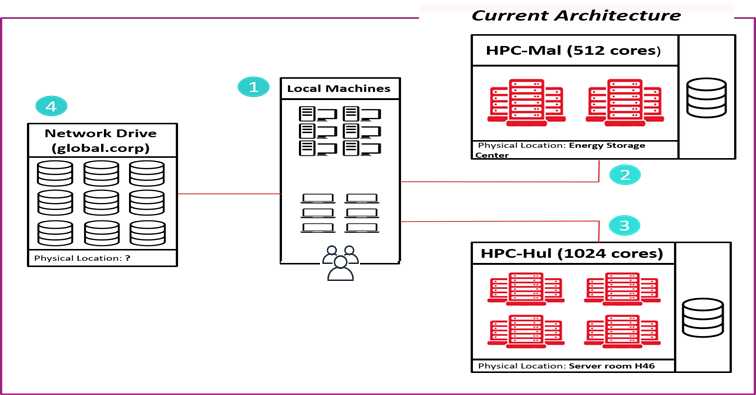 Current Architecture
HPC-Mal (512 cores)
Physical Location: Energy Storage
Center
1
Local Machines
4
Network Drive
(global.corp)
Physical Location: ?
2
3
HPC-Hul (1024 cores)
Physical Location: Server room H46